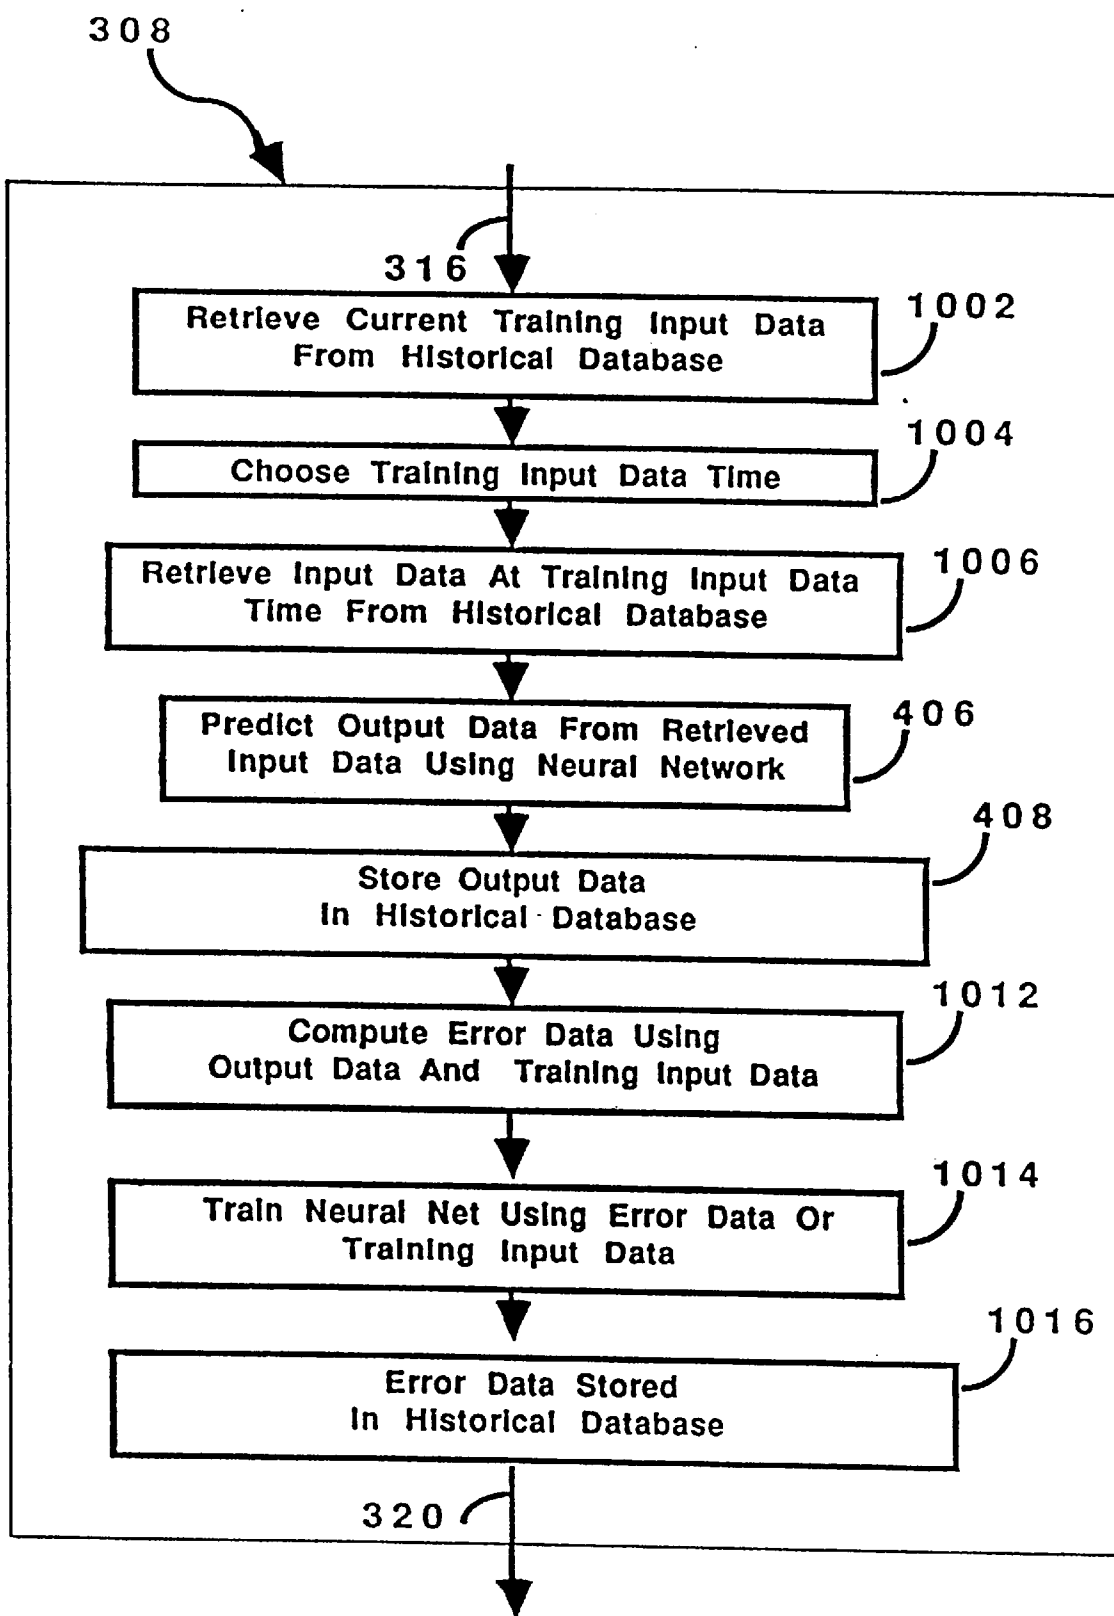 308
316
1002
Retrieve Current Training Input Data
From Historical Database
1004
Choose Training Input Data Time
1006
Retrieve Input Data At Training Input Data
Time From Historical Database
406
Predict Output Data From Retrieved
Input Data Using Neural Network
408
Store Output Data
In Historical Database
1012
Compute Error Data Using
Output Data And Training Input Data
1014
Train Neural Net Using Error Data Or
Training Input Data
1016
Error Data Stored
In Historical Database
320